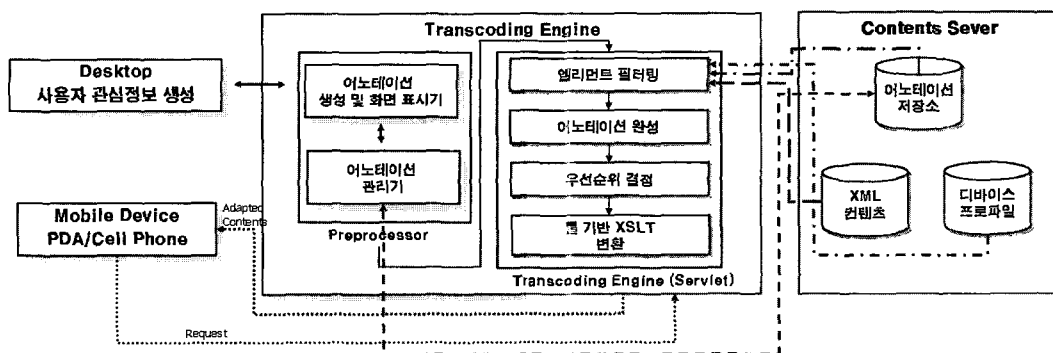 Transcoding Engine
Contents Sever
Desktop
사용자 관심정보 생성
어노테이션
생성 및 화면 표시기
어노테이션
관리기
Preprocessor
엘리먼트 필터링
어노테이션 완성
우선순위 결정
룰 기반 XSLT
변환
Transcoding Engine (Servlet)
어노테이션
저장소
XML
컨텐츠
디바이스
프로파일
Mobile Device
PDA/Cell Phone
Adapted
Contents
Request